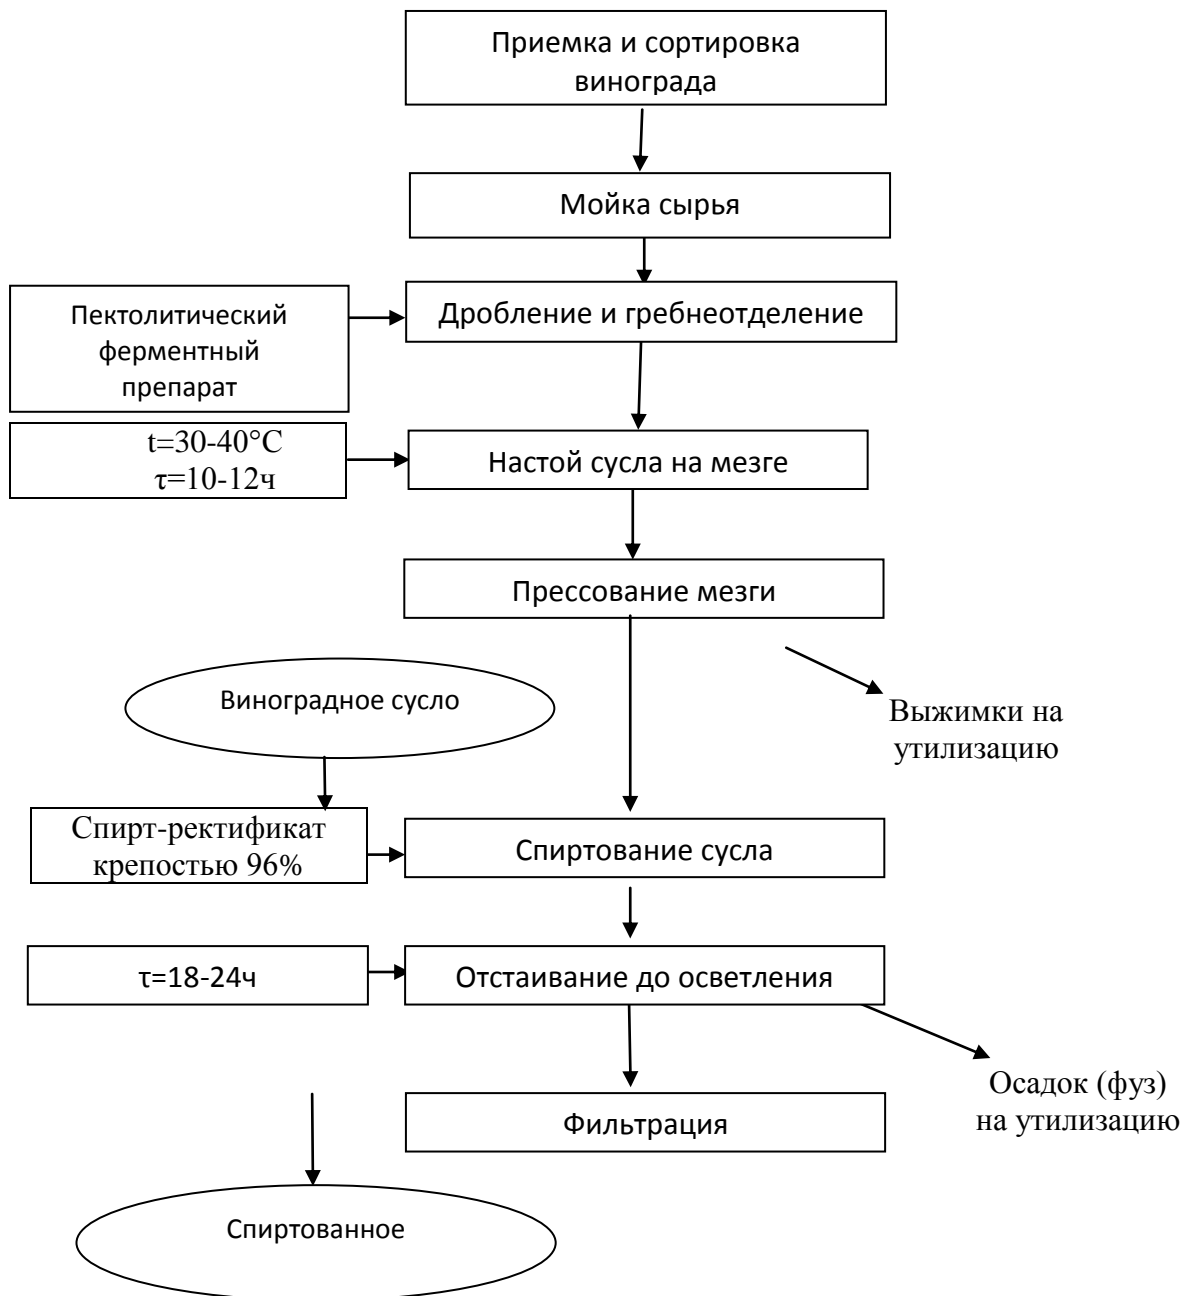 Приемка и сортировка
винограда
Мойка сырья
Пектолитический
ферментный
препарат
Дробление и гребнеотделение
t=30-40°C
τ=10-12ч
Настой сусла на мезге
Прессование мезги
Виноградное сусло
Выжимки на
утилизацию
Спирт-ректификат
крепостью 96%
Спиртование сусла
τ=18-24ч
Отстаивание до осветления
Осадок (фуз)
на утилизацию
Фильтрация
Спиртованное